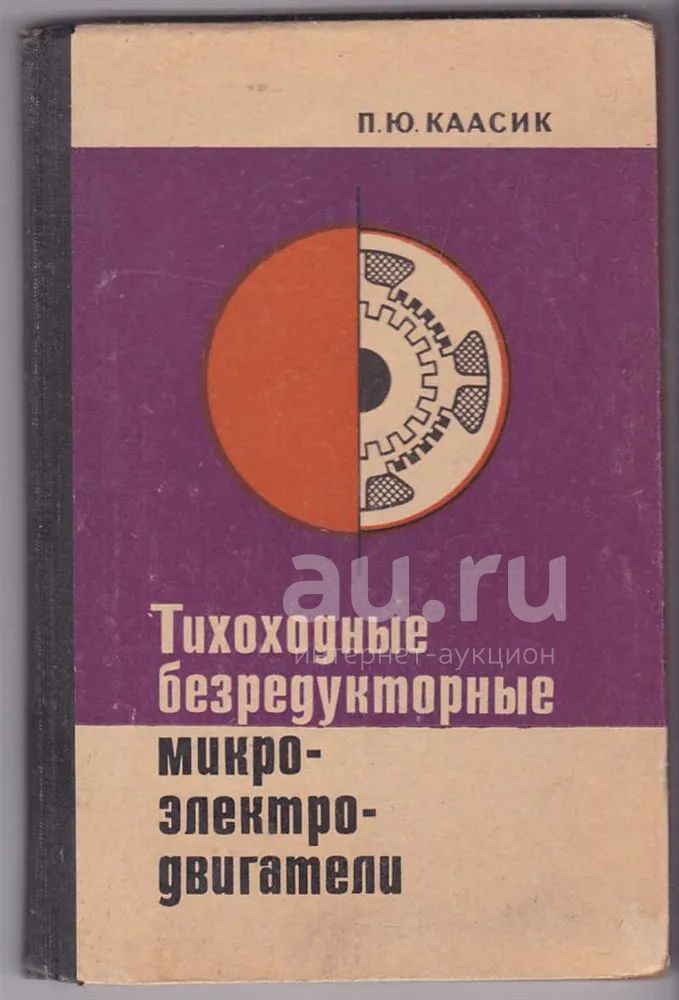 П.Ю. КААСИК
au.ru
интернет-аукцион
Тихоходные
безредукторные
микро-
электро-
двигатели